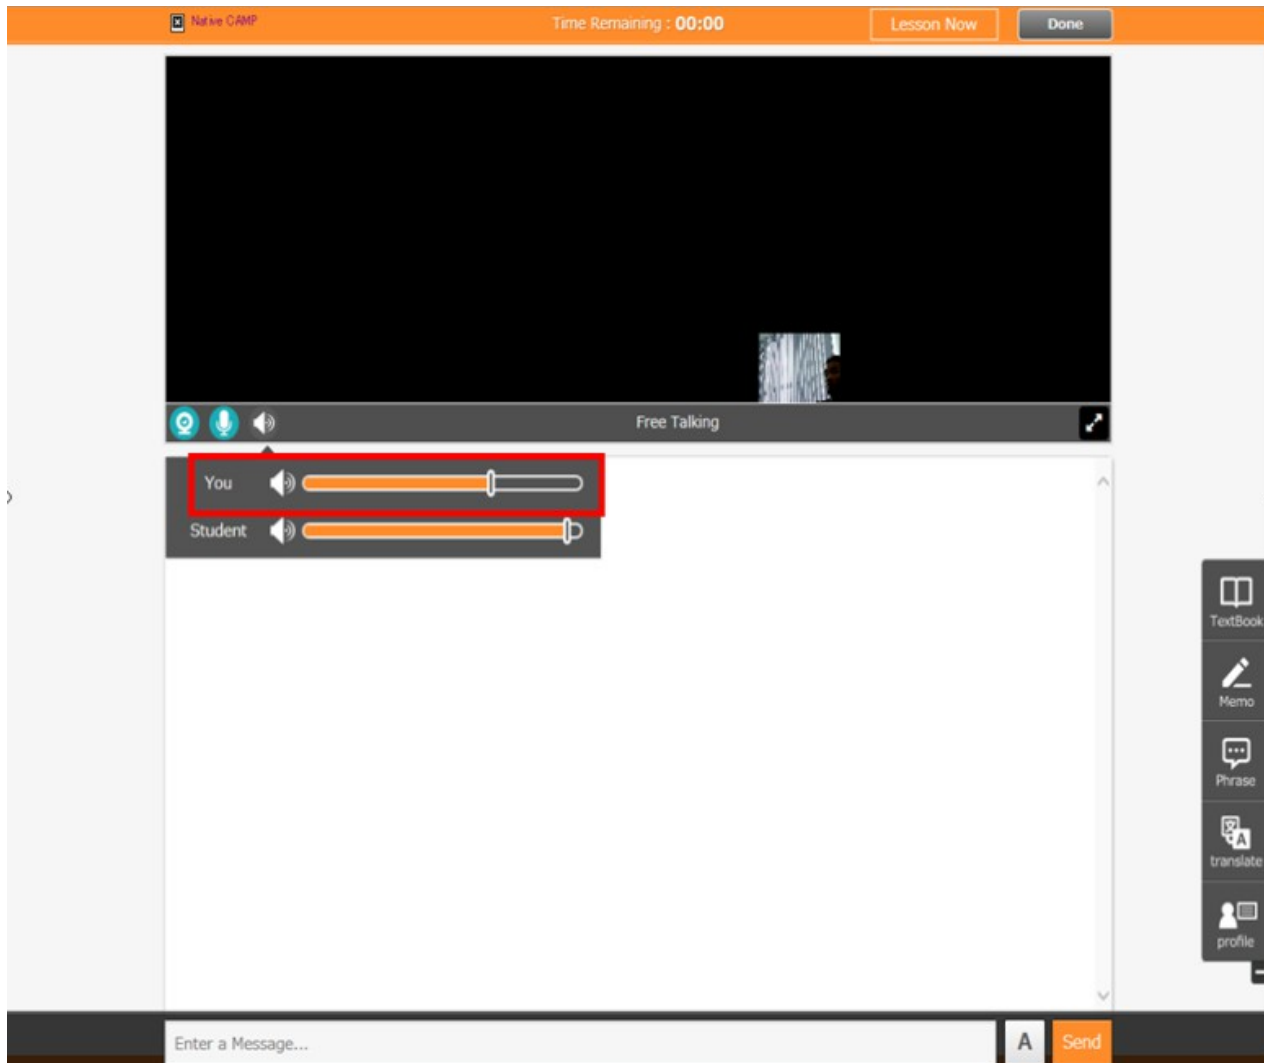 Native CAMP
Time Remaining : 00:00
Lesson Now
Done
Free Talking
You
Student
TextBook
Memo
Phrase
translate
profile
Enter a Message...
A
Send